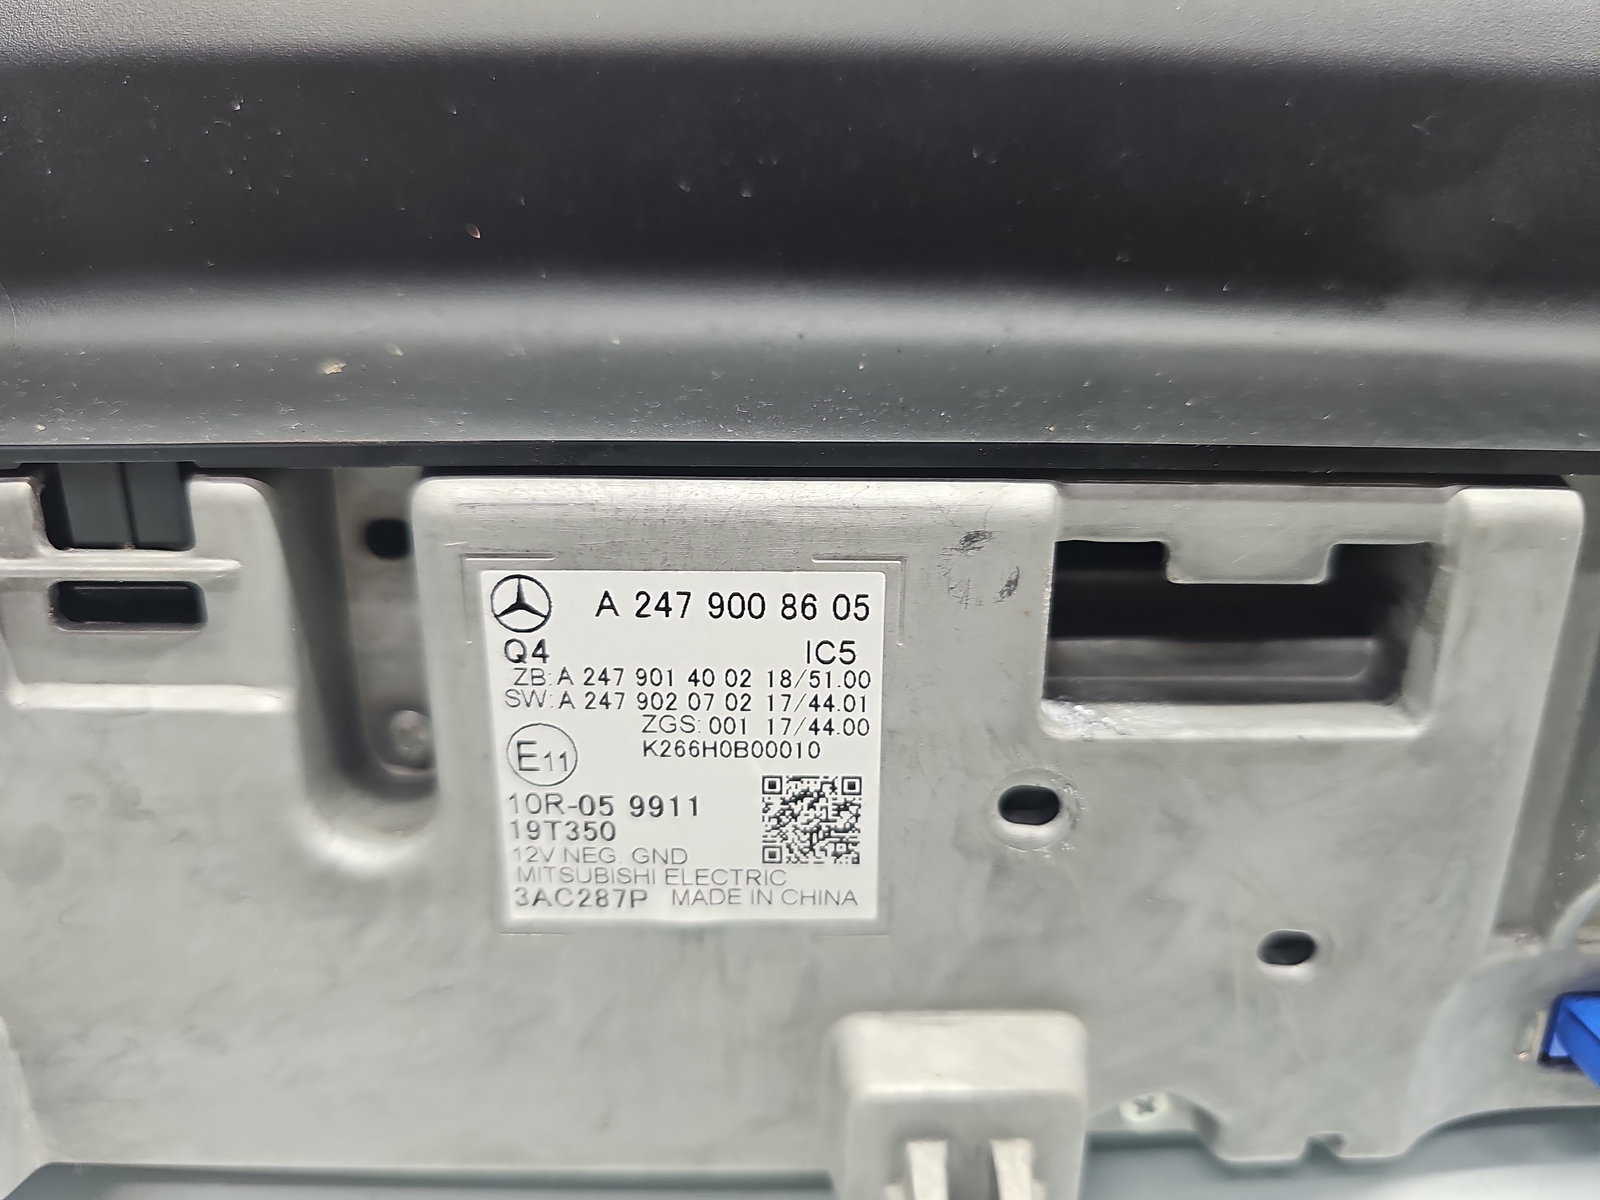 A 247 900 86 05
Q4 IC5
ZB: A 247 901 40 02 18/51.00
SW: A 247 902 07 02 17/44.01
ZGS: 001 17/44.00
E11 K266H0B00010
10R-05 9911
19T350
12V NEG. GND
MITSUBISHI ELECTRIC
3AC287P MADE IN CHINA